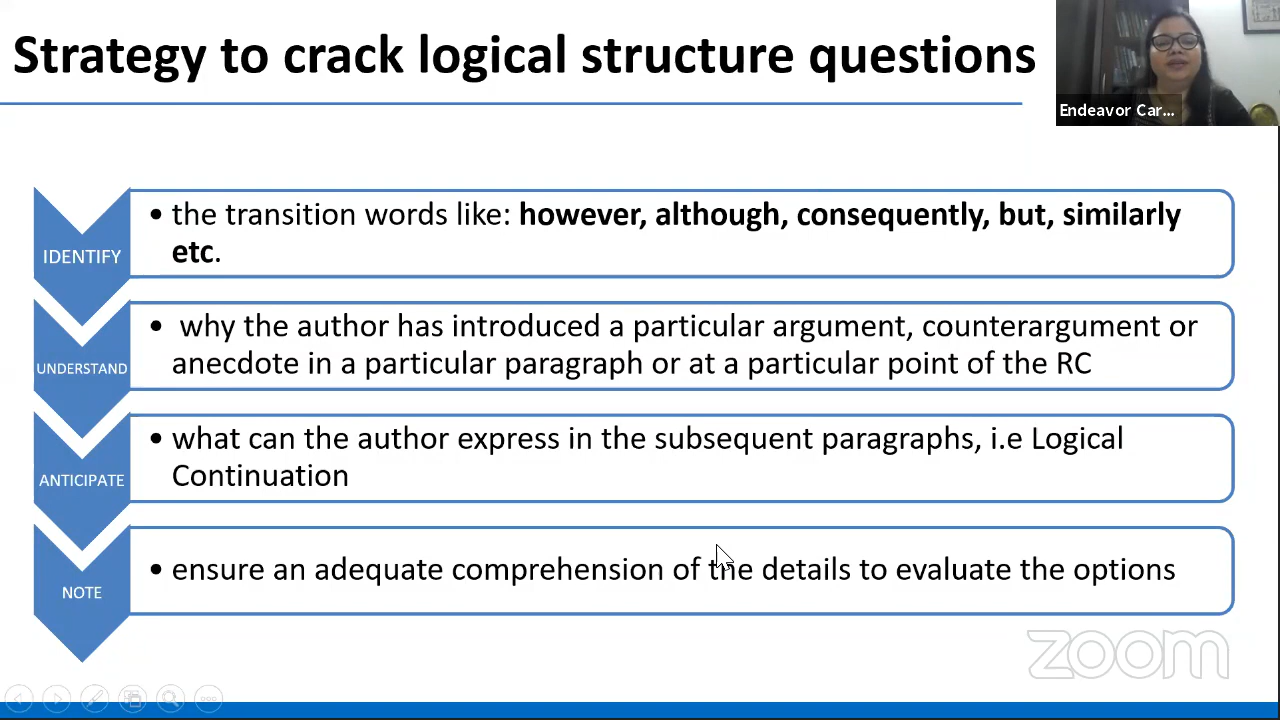 Strategy to crack logical structure questions
Endeavor Car...
IDENTIFY
• the transition words like: however, although, consequently, but, similarly
etc.
UNDERSTAND
• why the author has introduced a particular argument, counterargument or
anecdote in a particular paragraph or at a particular point of the RC
ANTICIPATE
• what can the author express in the subsequent paragraphs, i.e Logical
Continuation
NOTE
• ensure an adequate comprehension of the details to evaluate the options
zoom